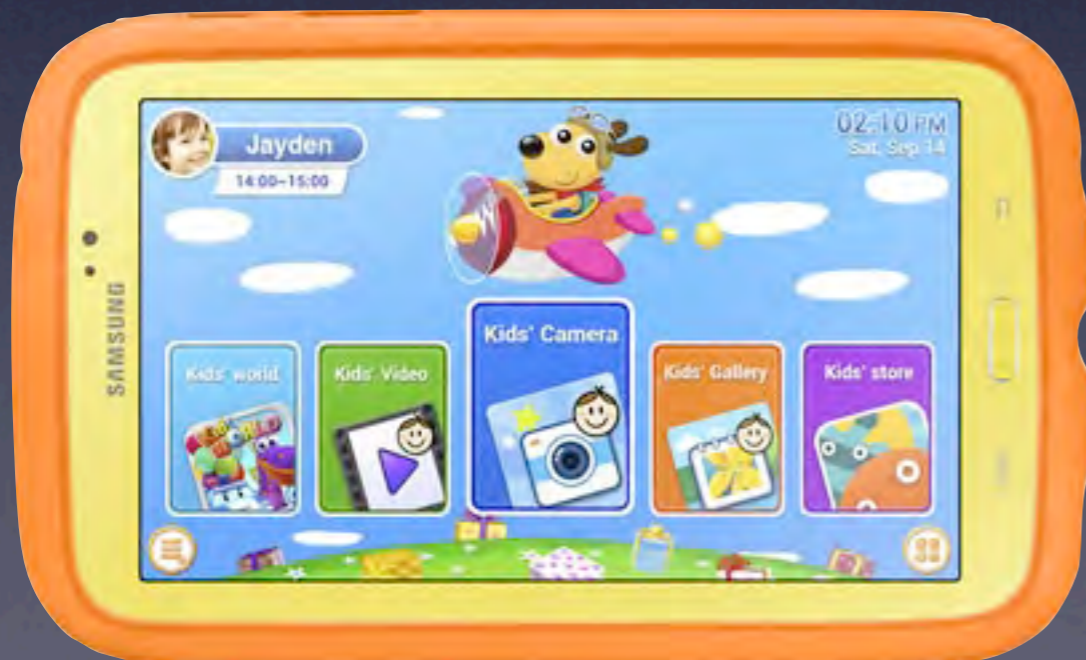 Jayden
14:00~15:00
02:10 PM
Sat, Sep 14
SAMSUNG
Kids' world
Kids' Video
Kids' Camera
Kids' Gallery
Kids' store
WORLD